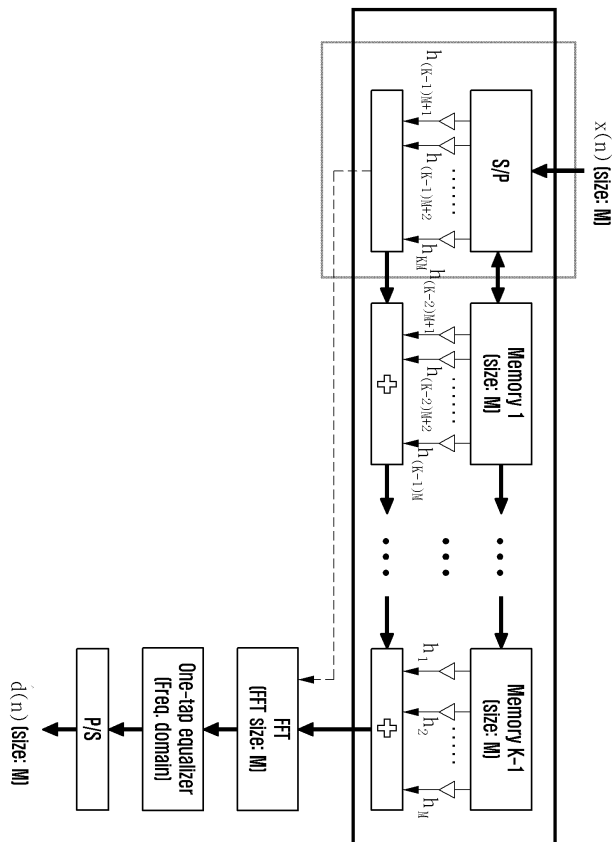 x(n) (size: M)
S/P
h(K-1)M+1
h(K-1)M+2
......
hKM
Memory 1
(size: M)
h(K-2)M+1
h(K-2)M+2
......
h(K-1)M
Memory K-1
(size: M)
h1
h2
......
hM
FFT
(FFT size: M)
One-tap equalizer
(Freq. domain)
P/S
d(n) (size: M)